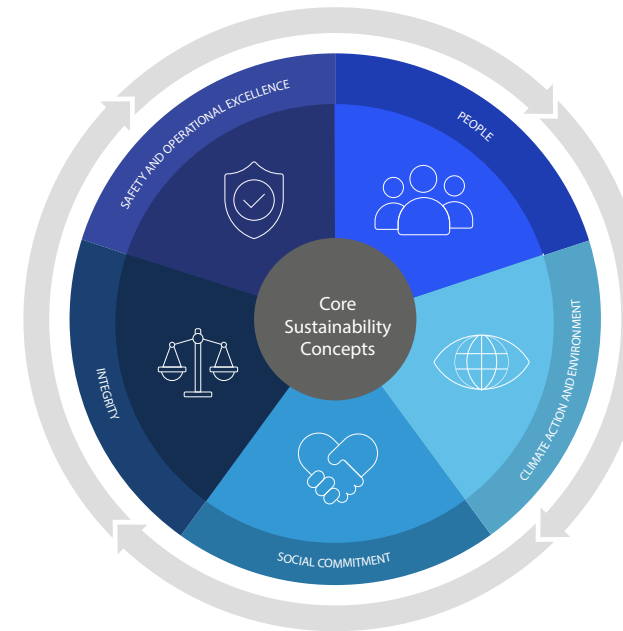 SAFETY AND OPERATIONAL EXCELLENCE
PEOPLE
Core
Sustainability
Concepts
CLIMATE ACTION AND ENVIRONMENT
INTEGRITY
SOCIAL COMMITMENT